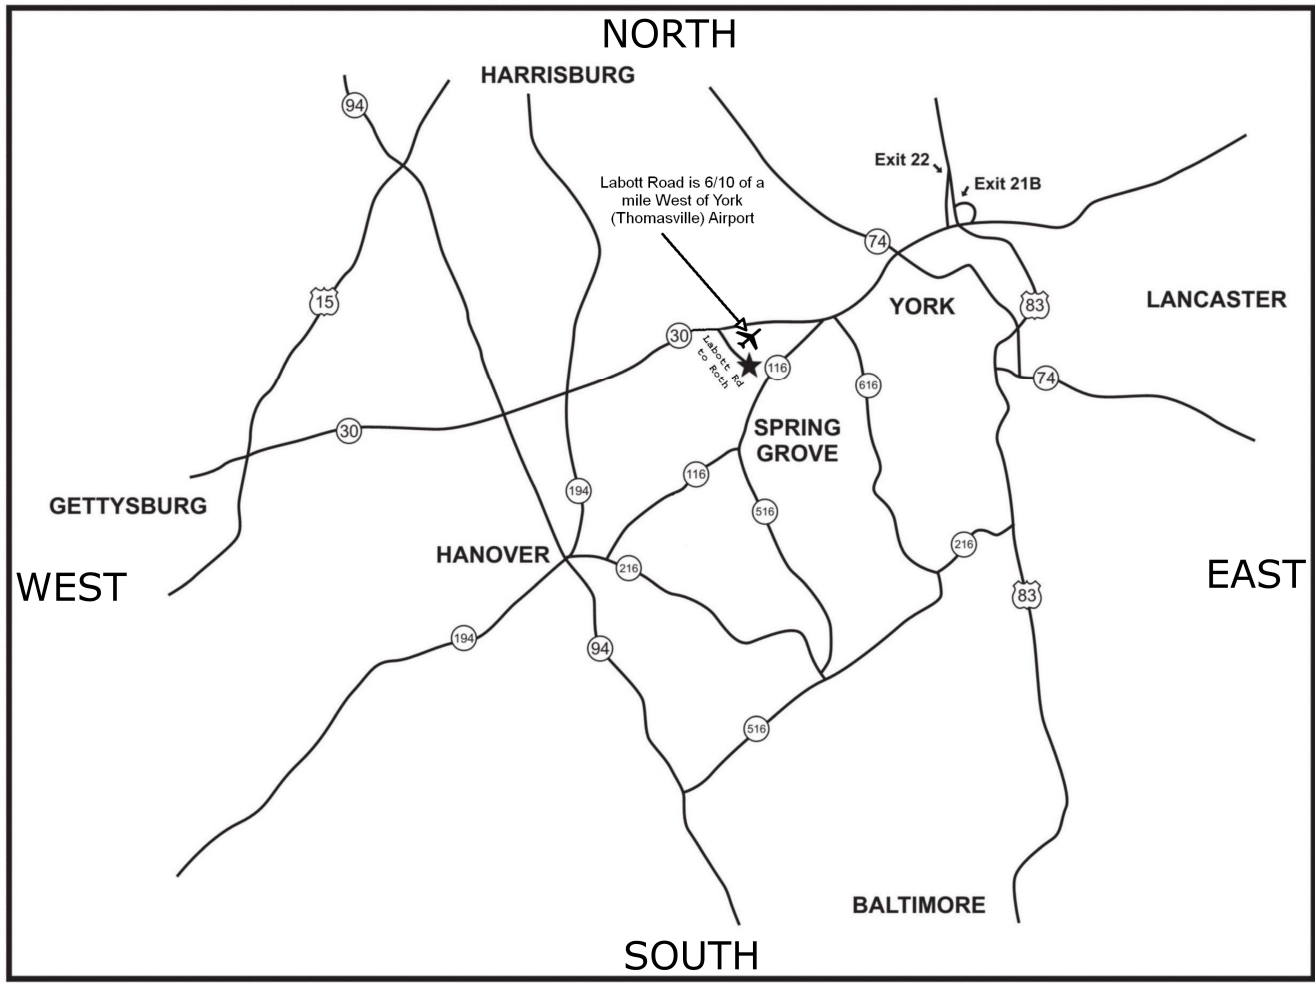 NORTH
HARRISBURG
94
Exit 22
Exit 21B
Labott Road is 6/10 of a
mile West of York
(Thomasville) Airport
74
15
YORK
83
LANCASTER
30
Labott Rd
to Roth
116
616
74
30
SPRING
GROVE
116
194
GETTYSBURG
516
HANOVER
216
216
WEST
EAST
83
194
94
516
BALTIMORE
SOUTH